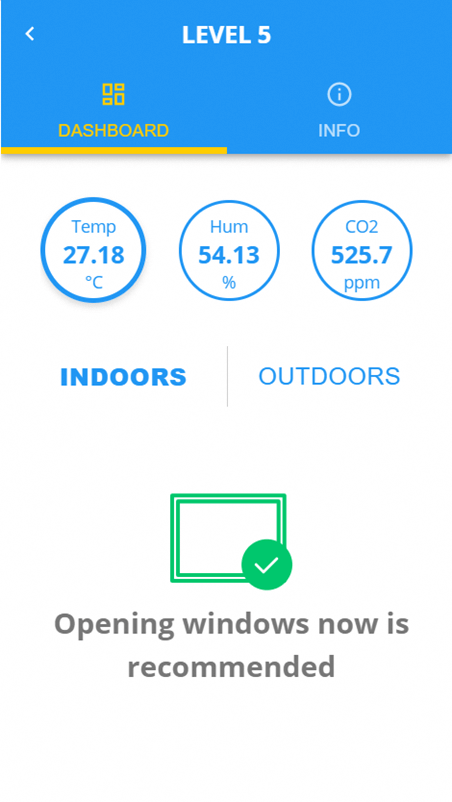 LEVEL 5
DASHBOARD
INFO
Temp
27.18
°C
Hum
54.13
%
CO2
525.7
ppm
INDOORS
OUTDOORS
Opening windows now is
recommended